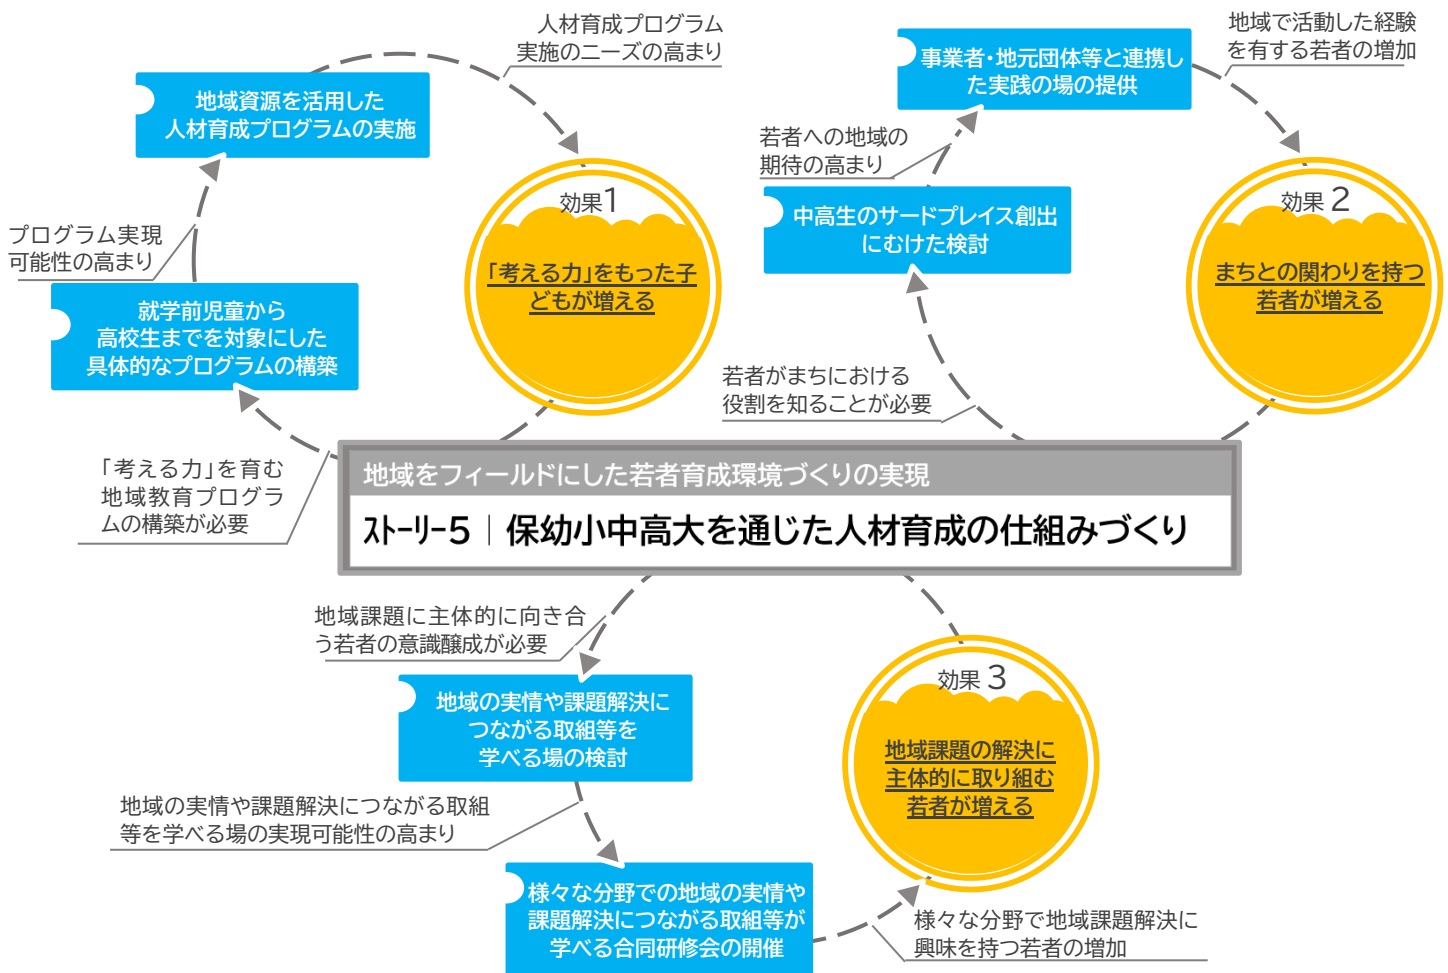 人材育成プログラム
実施のニーズの高まり
地域資源を活用した
人材育成プログラムの実施
プログラム実現
可能性の高まり
就学前児童から
高校生までを対象にした
具体的なプログラムの構築
「考える力」を育む
地域教育プログラ
ムの構築が必要
効果1
「考える力」をもった子
どもが増える
地域で活動した経験
を有する若者の増加
事業者・地元団体等と連携し
た実践の場の提供
若者への地域の
期待の高まり
中高生のサードプレイス創出
にむけた検討
若者がまちにおける
役割を知ることが必要
効果2
まちとの関わりを持つ
若者が増える
地域をフィールドにした若者育成環境づくりの実現
ストーリー5｜保幼小中高大を通じた人材育成の仕組みづくり
地域課題に主体的に向き合
う若者の意識醸成が必要
地域の実情や課題解決に
つながる取組等を
学べる場の検討
地域の実情や課題解決につながる取組
等を学べる場の実現可能性の高まり
様々な分野での地域の実情や
課題解決につながる取組等が
学べる合同研修会の開催
効果3
地域課題の解決に
主体的に取り組む
若者が増える
様々な分野で地域課題解決に
興味を持つ若者の増加